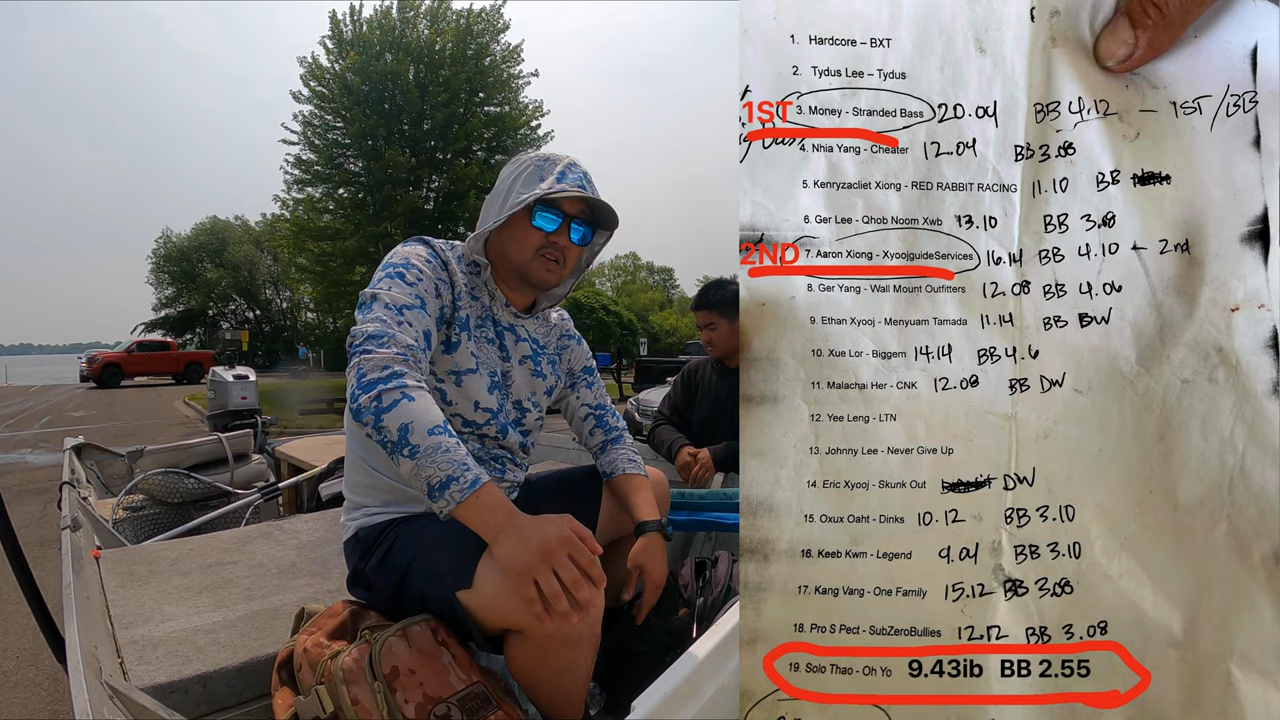 1. Hardcore – BXT
2. Tydus Lee – Tydus
1ST 3. Money - Stranded Bass 20.04 BB 4.12 – 1ST/BB
4. Nhia Yang - Cheater 12.04 BB 3.08
5. Kenryzacliet Xiong - RED RABBIT RACING 11.10 BB
6. Ger Lee - Qhob Noom Xwb 13.10 BB 3.08
2ND 7. Aaron Xiong - XyoojguideServices 16.14 BB 4.10 ← 2nd
8. Ger Yang - Wall Mount Outfitters 12.08 BB 4.06
9. Ethan Xyooj - Menyuam Tamada 11.14 BB DW
10. Xue Lor - Biggem 14.14 BB 4.6
11. Malachai Her - CNK 12.08 BB DW
12. Yee Leng - LTN
13. Johnny Lee - Never Give Up
14. Eric Xyooj - Skunk Out DW
15. Oxux Oaht - Dinks 10.12 BB 3.10
16. Keeb Kwm - Legend 9.04 BB 3.10
17. Kang Vang - One Family 15.12 BB 3.08
18. Pro S Pect - SubZeroBullies 12.12 BB 3.08
19. Solo Thao - Oh Yo 9.43ib BB 2.55